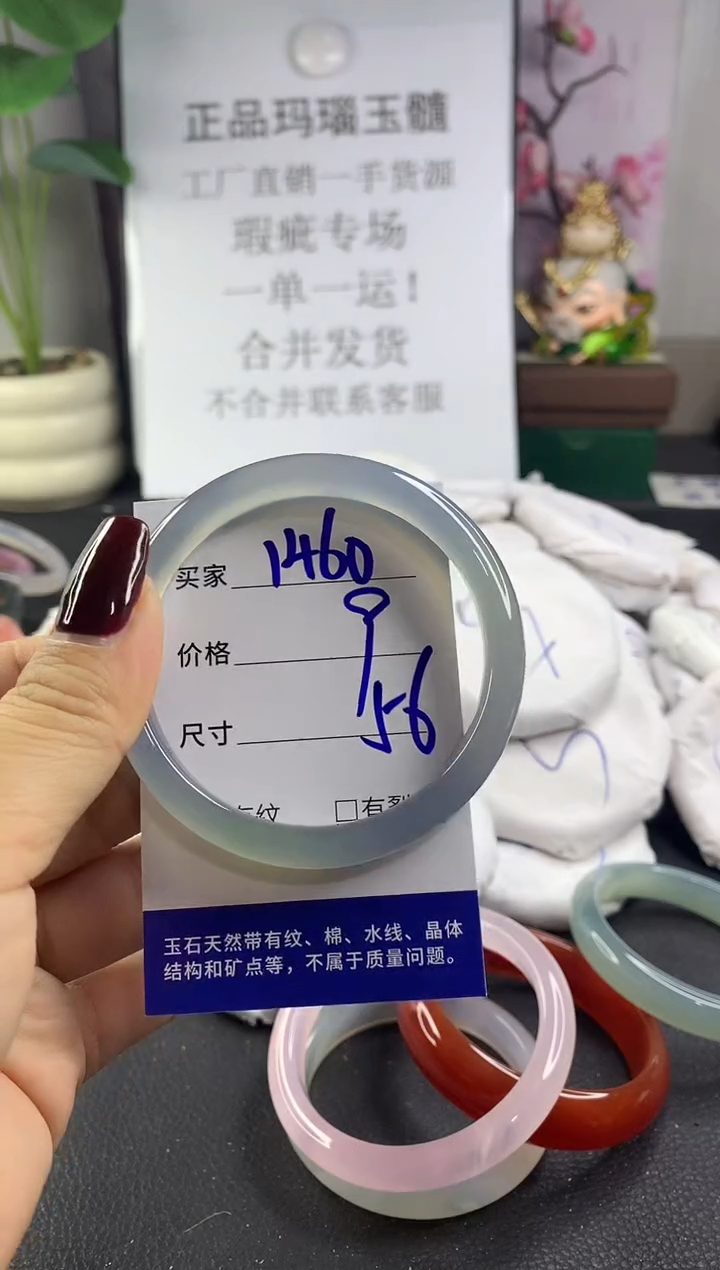 正品玛瑙玉髓
工厂直销一手货源
瑕疵专场
一单一运！
合并发货
不合并联系客服
买家 1460
价格
尺寸 56
纹 □有裂
玉石天然带有纹、棉、水线、晶体
结构和矿点等，不属于质量问题。